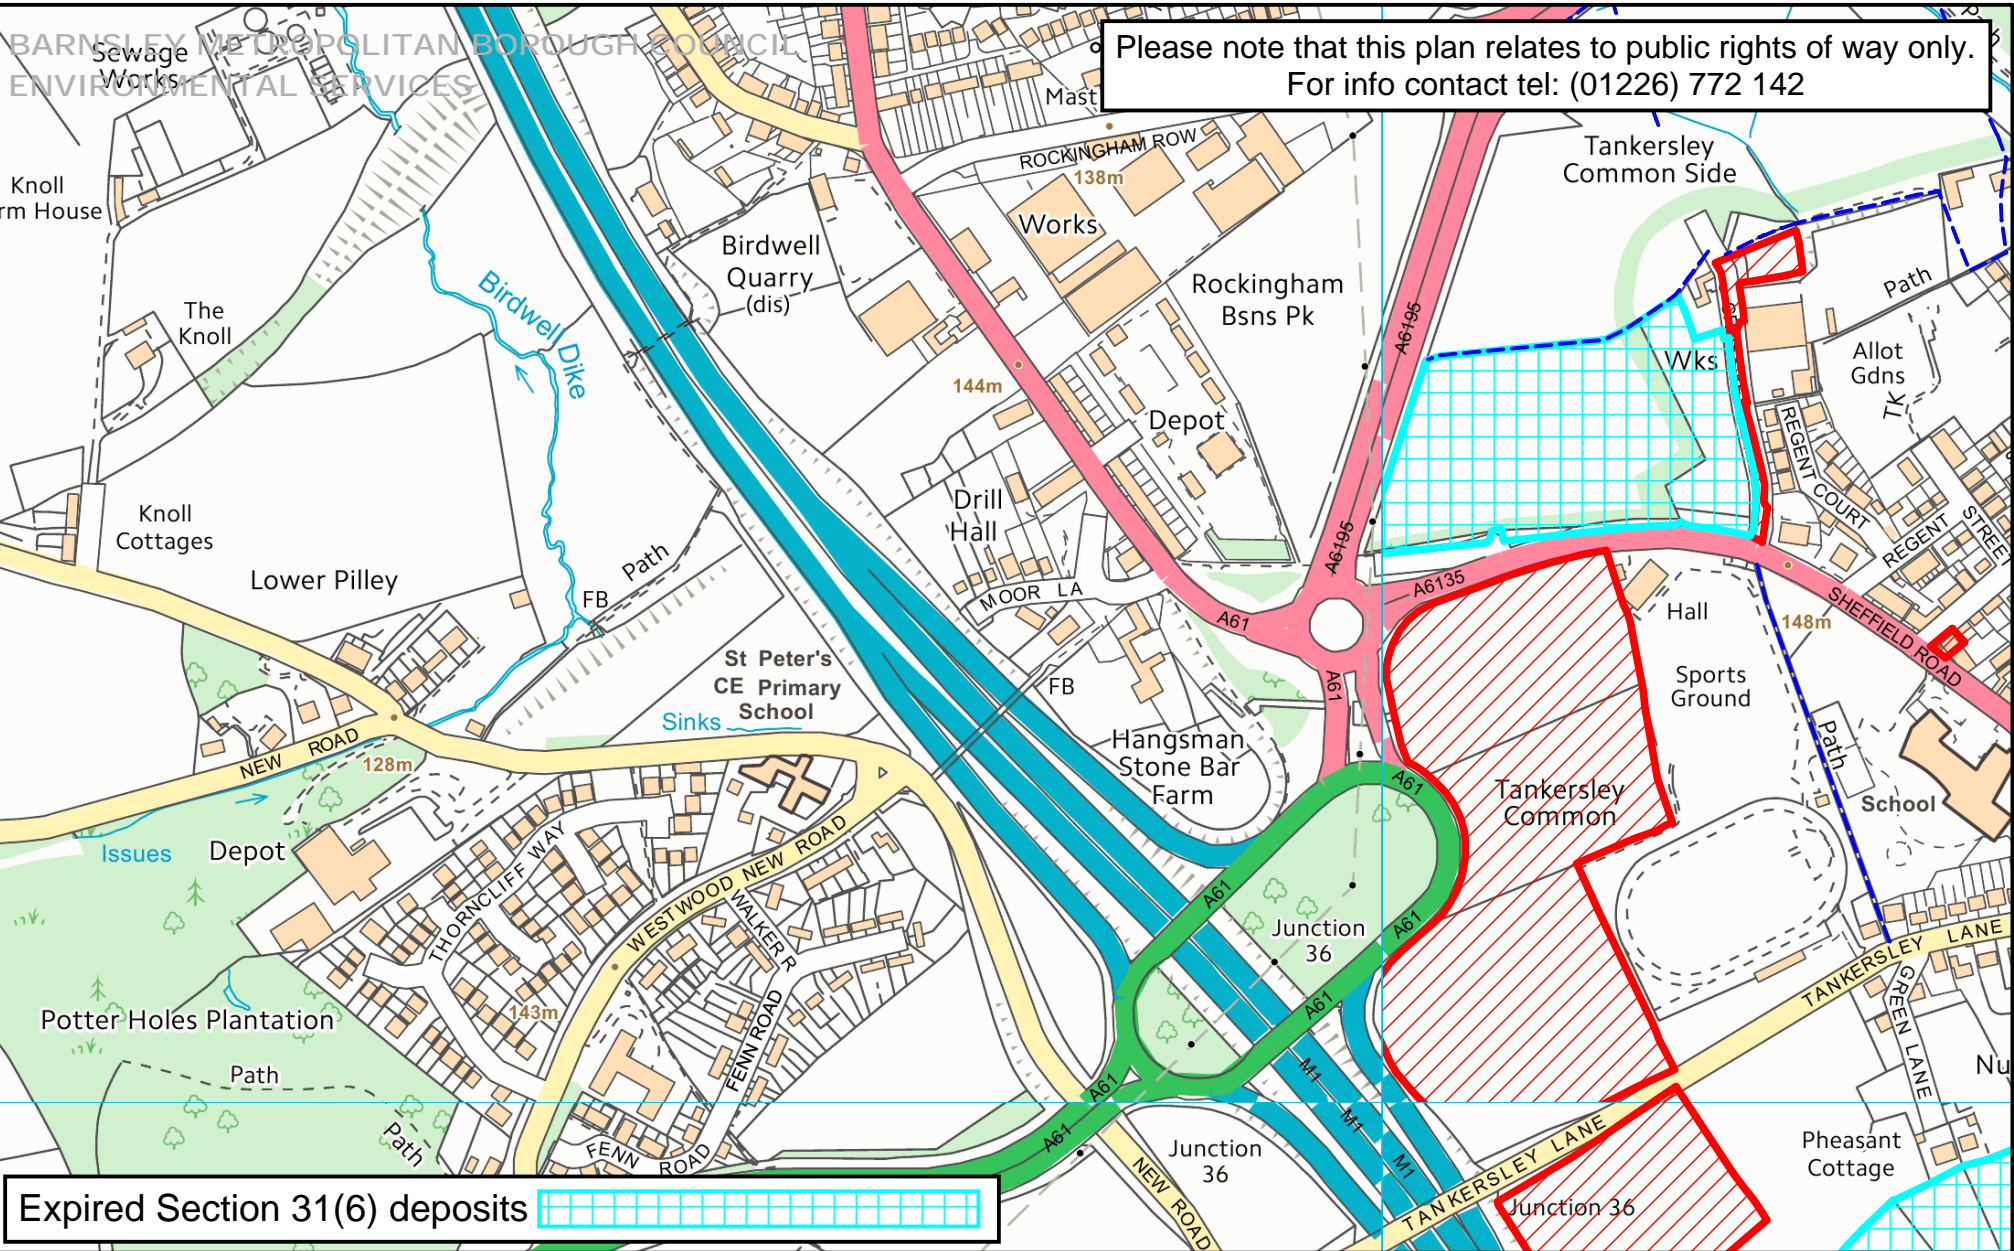 BARNSLEY METROPOLITAN BOROUGH COUNCIL
ENVIRONMENTAL SERVICES
Please note that this plan relates to public rights of way only.
For info contact tel: (01226) 772 142
Sewage
Works
Mast
ROCKINGHAM ROW
138m
Tankersley
Common Side
Knoll
rm House
Works
Birdwell
Quarry
(dis)
Birdwell Dike
The
Knoll
Rockingham
Bsns Pk
A6195
Path
Wks
Allot
Gdns
TK
144m
Depot
REGENT COURT
REGENT STREET
Drill
Hall
Knoll
Cottages
A6195
Path
Lower Pilley
FB
MOOR LA
A61
A6135
Hall
148m
SHEFFIELD ROAD
St Peter's
CE Primary
School
Sinks
FB
A61
Sports
Ground
Path
NEW ROAD
128m
Hangsman
Stone Bar
Farm
A61
Tankersley
Common
School
Issues
Depot
THORNCLIFF WAY
WESTWOOD NEW ROAD
WALKER R
A61
A61
Junction
36
TANKERSLEY LANE
GREEN LANE
143m
Potter Holes Plantation
FENN ROAD
A61
Path
A61
M1
Nu
Path
FENN ROAD
A61
M1
M1
Junction
36
NEW ROAD
TANKERSLEY LANE
Junction 36
Pheasant
Cottage
Expired Section 31(6) deposits